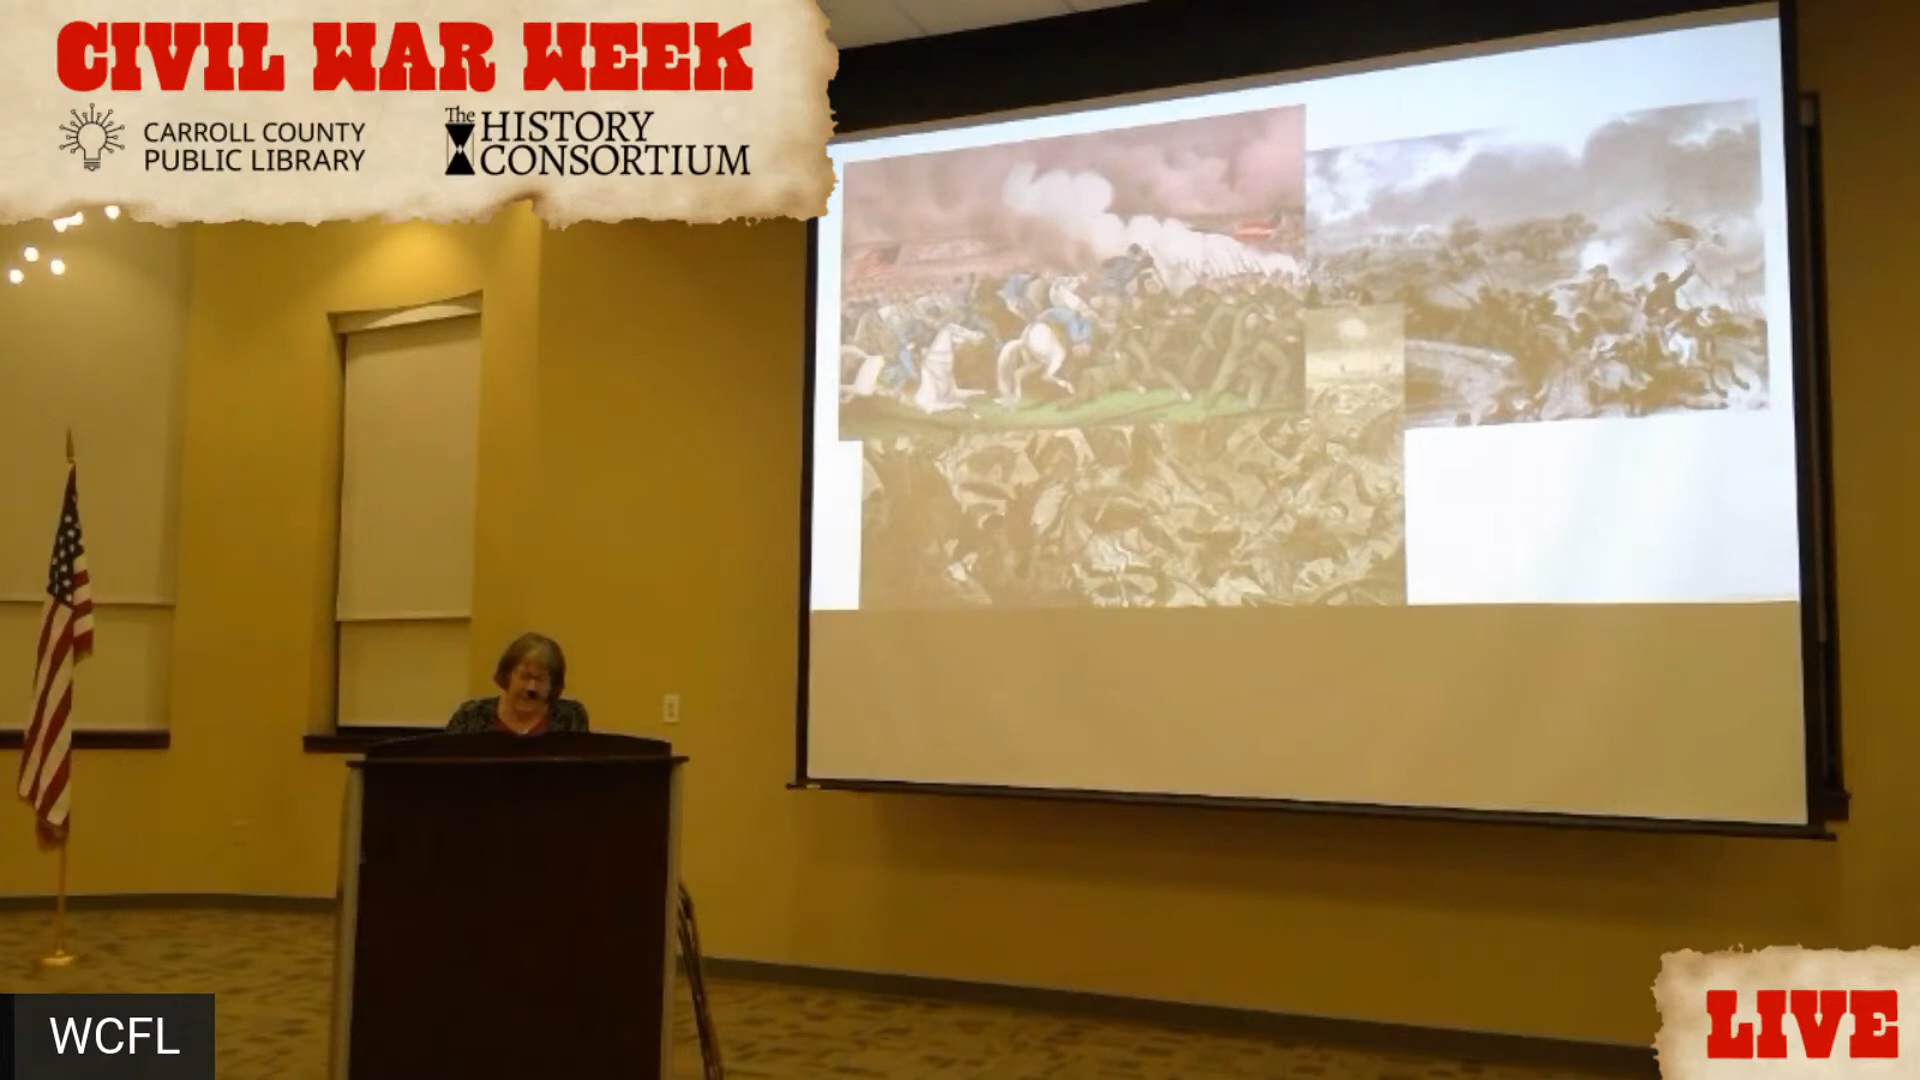 CIVIL WAR WEEK
CARROLL COUNTY
PUBLIC LIBRARY
The
HISTORY
CONSORTIUM
WCFL
LIVE